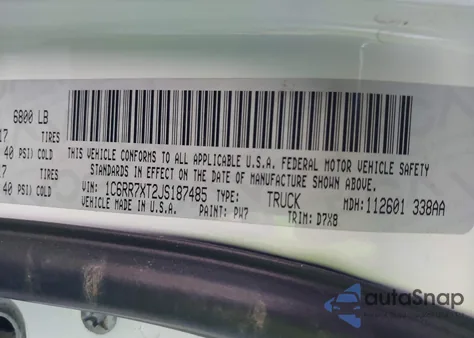 6800 LB
17 TIRES
40 PSI) COLD
17 TIRES
40 PSI) COLD
THIS VEHICLE CONFORMS TO ALL APPLICABLE U.S.A. FEDERAL MOTOR VEHICLE SAFETY
STANDARDS IN EFFECT ON THE DATE OF MANUFACTURE SHOWN ABOVE.
VIN: 1C6RR7XT2JS187485 TYPE: TRUCK MDH: 112601 338AA
VEHICLE MADE IN U.S.A. PAINT: PW7 TRIM: D7X8
autoSnap